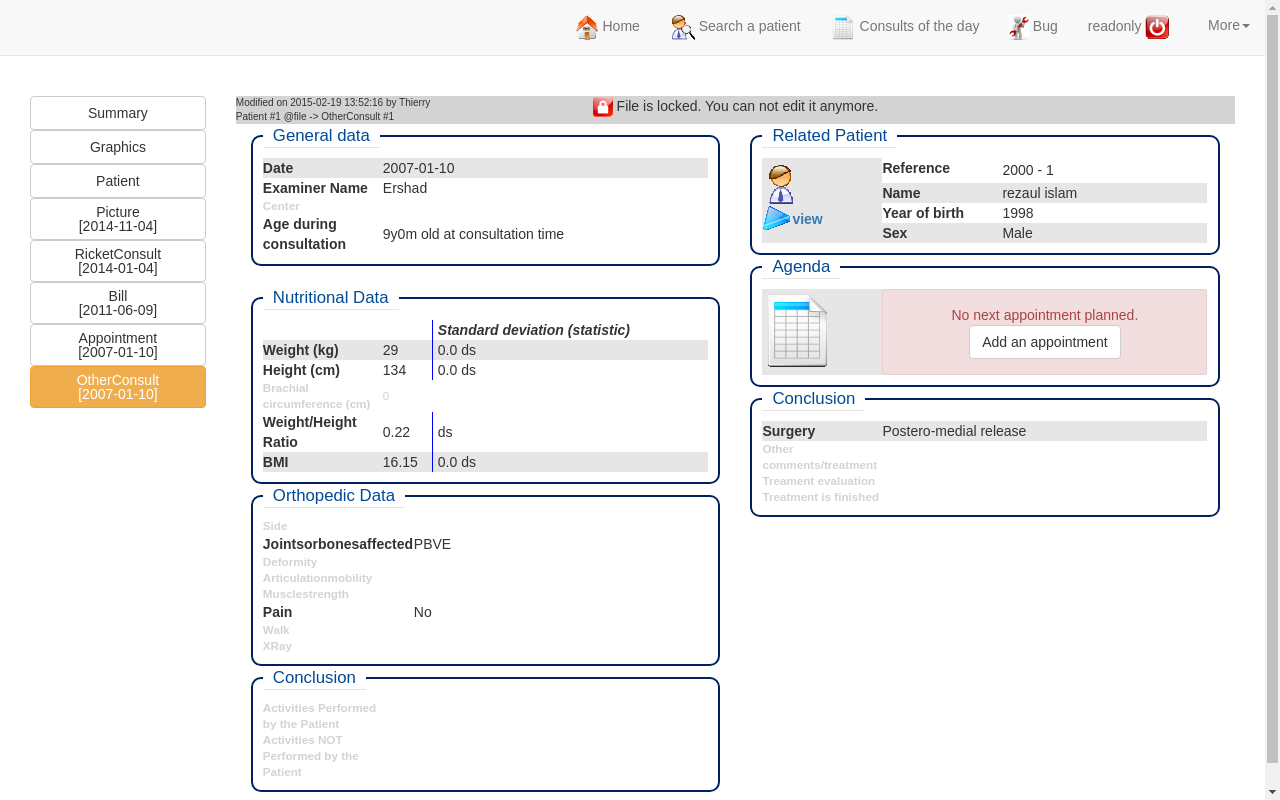 Home
Search a patient
Consults of the day
Bug
readonly
More
Summary
Graphics
Patient
Picture
[2014-11-04]
RicketConsult
[2014-01-04]
Bill
[2011-06-09]
Appointment
[2007-01-10]
OtherConsult
[2007-01-10]
Modified on 2015-02-19 13:52:16 by Thierry
Patient #1 @file -> OtherConsult #1
File is locked. You can not edit it anymore.
General data
Date 2007-01-10
Examiner Name Ershad
Center
Age during
consultation
9y0m old at consultation time
Nutritional Data
Standard deviation (statistic)
Weight (kg) 29 0.0 ds
Height (cm) 134 0.0 ds
Brachial
circumference (cm)
0
Weight/Height
Ratio
0.22 ds
BMI 16.15 0.0 ds
Orthopedic Data
Side
Jointsorbonesaffected PBVE
Deformity
Articulationmobility
Musclestrength
Pain No
Walk
XRay
Conclusion
Activities Performed
by the Patient
Activities NOT
Performed by the
Patient
Related Patient
view
Reference 2000 - 1
Name rezaul islam
Year of birth 1998
Sex Male
Agenda
No next appointment planned.
Add an appointment
Conclusion
Surgery Postero-medial release
Other
comments/treatment
Treament evaluation
Treatment is finished